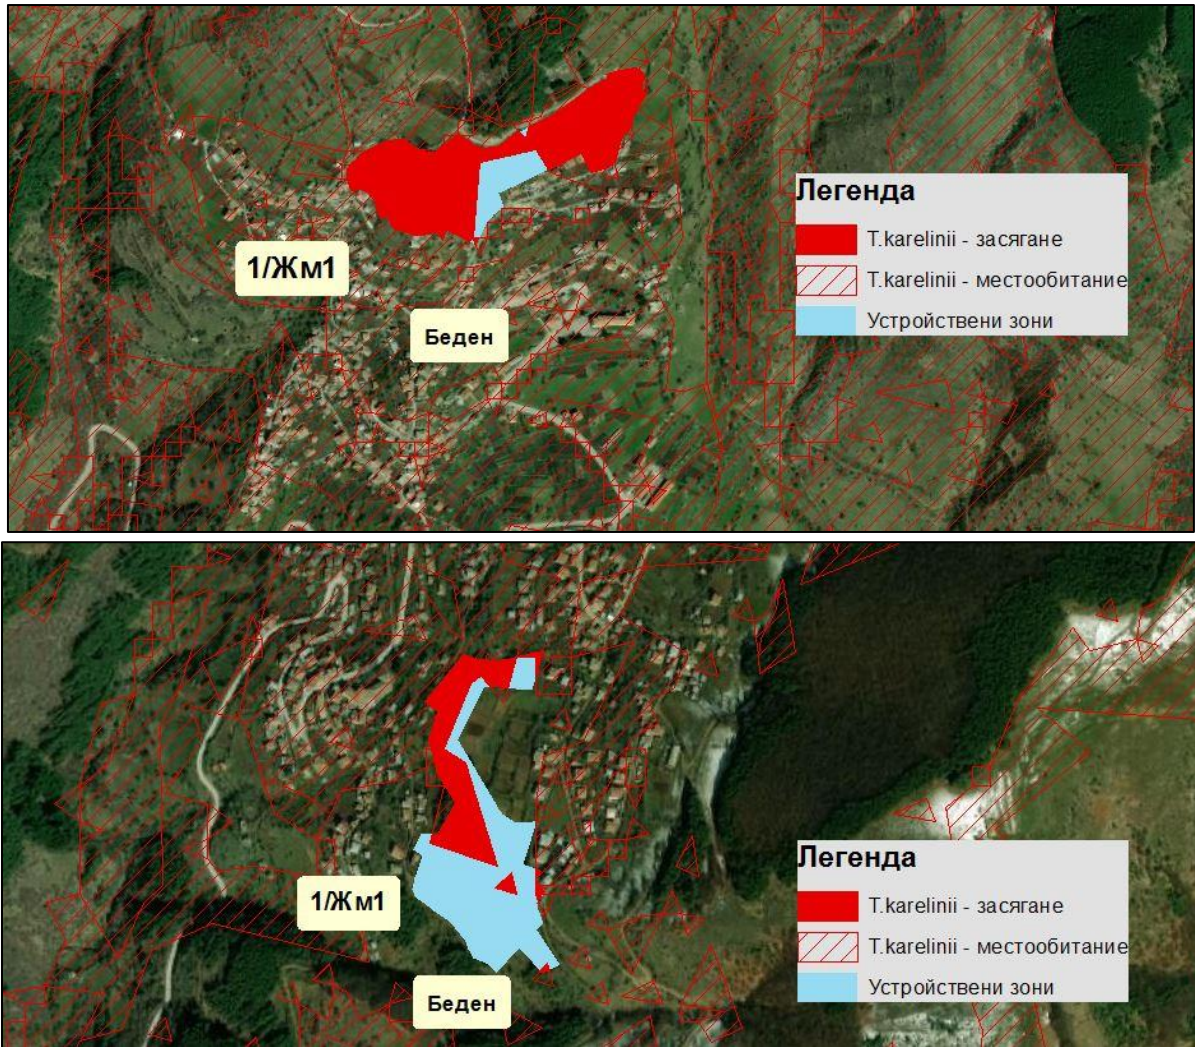 1/Жм1
Беден
Легенда
T.karelinii - засягане
T.karelinii - местообитание
Устройствени зони
1/Жм1
Беден
Легенда
T.karelinii - засягане
T.karelinii - местообитание
Устройствени зони